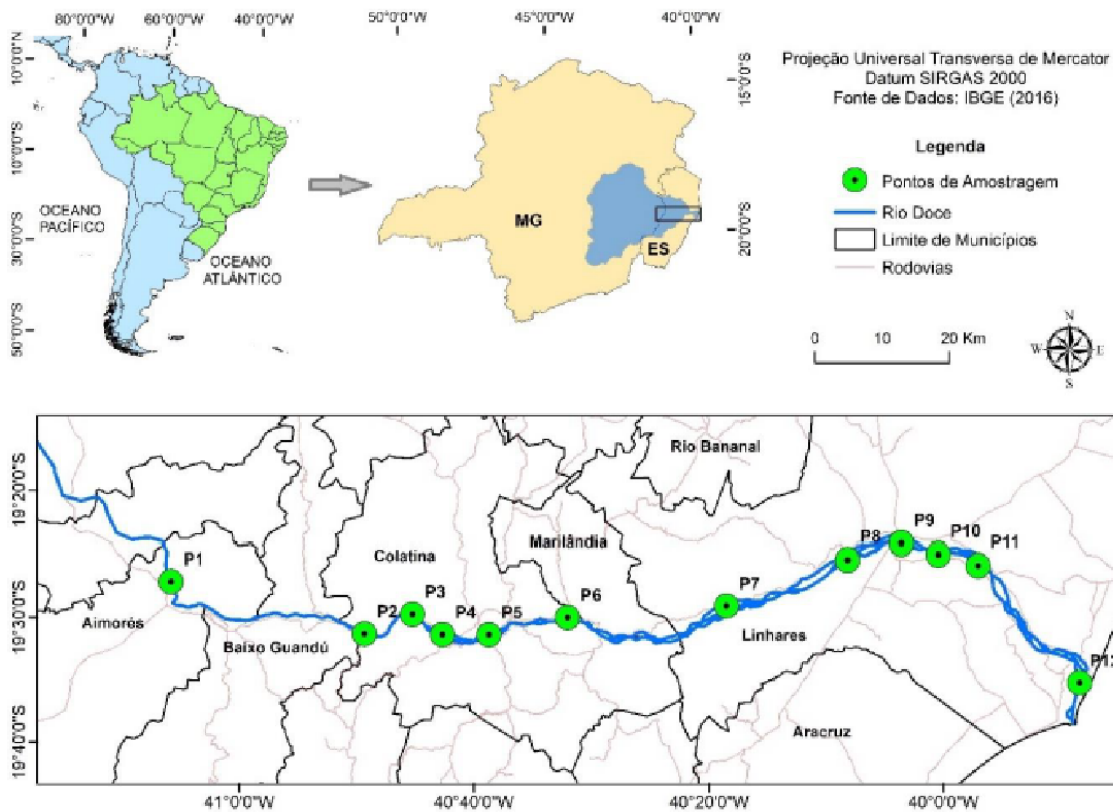 80°0'0"W 60°0'0"W 40°0'0"W
10°0'0"N
10°0'0"S
30°0'0"S
50°0'0"S
OCEANO
PACÍFICO
OCEANO
ATLÂNTICO
50°0'0"W 45°0'0"W 40°0'0"W
15°0'0"S
20°0'0"S
MG
ES
Projeção Universal Transversa de Mercator
Datum SIRGAS 2000
Fonte de Dados: IBGE (2016)
Legenda
Pontos de Amostragem
Rio Doce
Limite de Municípios
Rodovias
0 10 20 Km
N
W E
S
19°20'0"S
19°30'0"S
19°40'0"S
Rio Bananal
P1
Colatina
Marilândia
P2
P3
P4
P5
P6
P7
P8
P9
P10
P11
P12
Aimorés
Baixo Guandú
Linhares
Aracruz
41°0'0"W 40°40'0"W 40°20'0"W 40°0'0"W